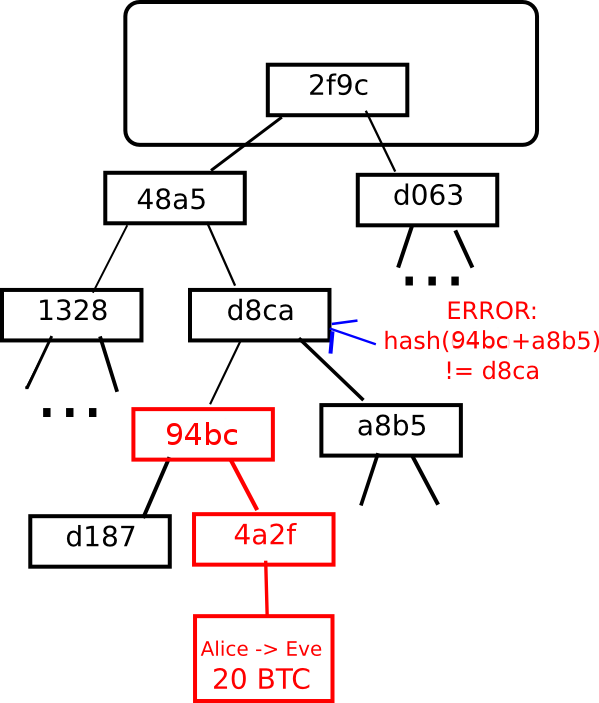 2f9c
48a5
d063
...
1328
d8ca
ERROR:
hash(94bc+a8b5)
!= d8ca
...
94bc
a8b5
d187
4a2f
Alice -> Eve
20 BTC